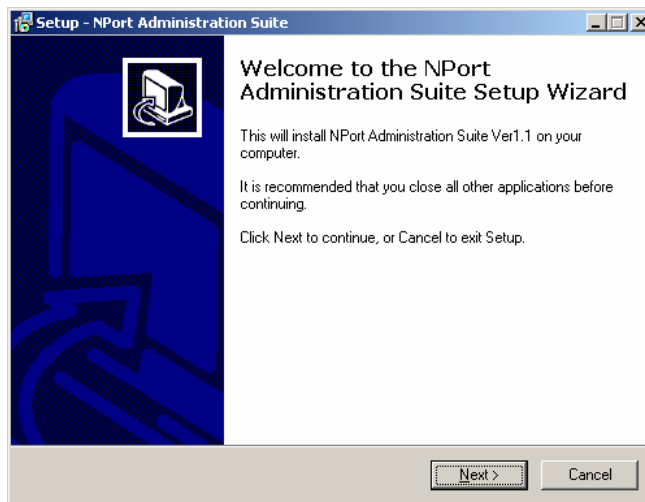 Setup - NPort Administration Suite
Welcome to the NPort
Administration Suite Setup Wizard
This will install NPort Administration Suite Ver1.1 on your
computer.
It is recommended that you close all other applications before
continuing.
Click Next to continue, or Cancel to exit Setup.
Next >
Cancel